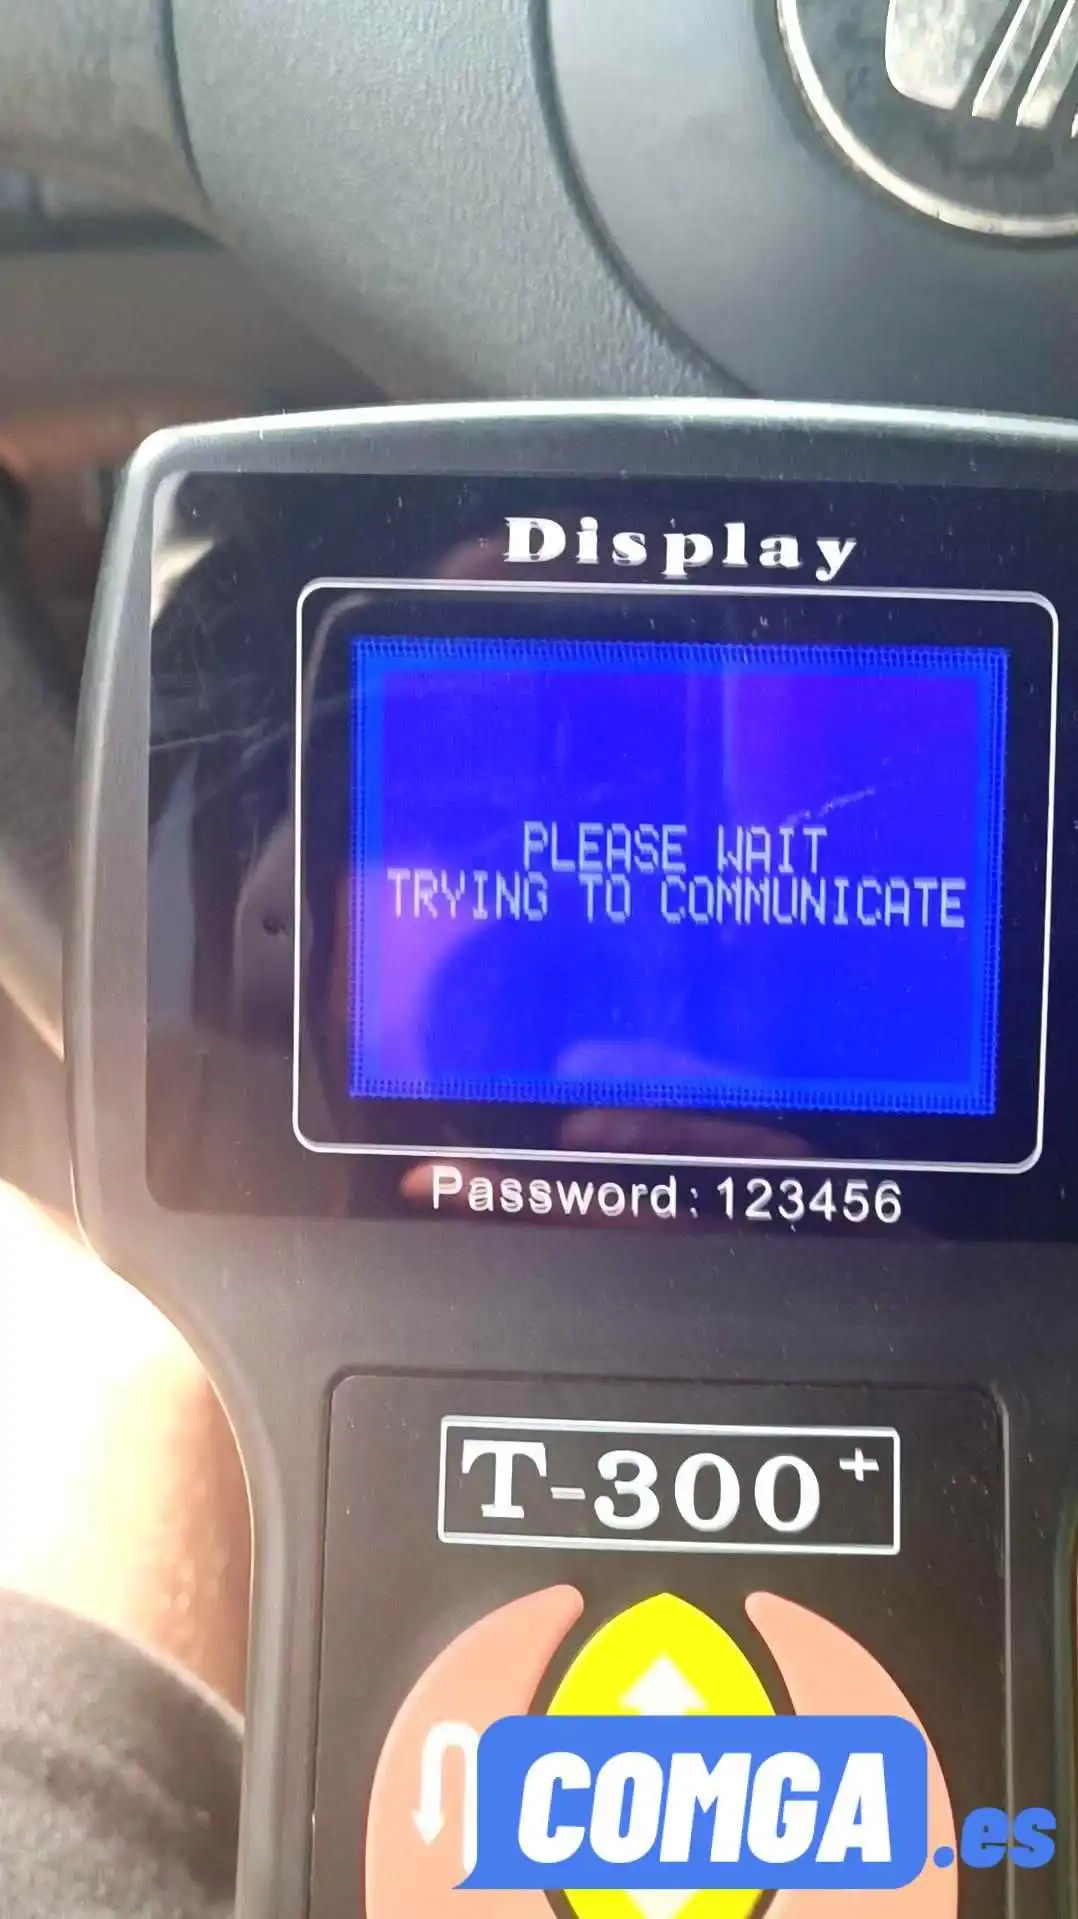 Display
PLEASE WAIT
TRYING TO COMMUNICATE
Password: 123456
T-300+
COMGA.es